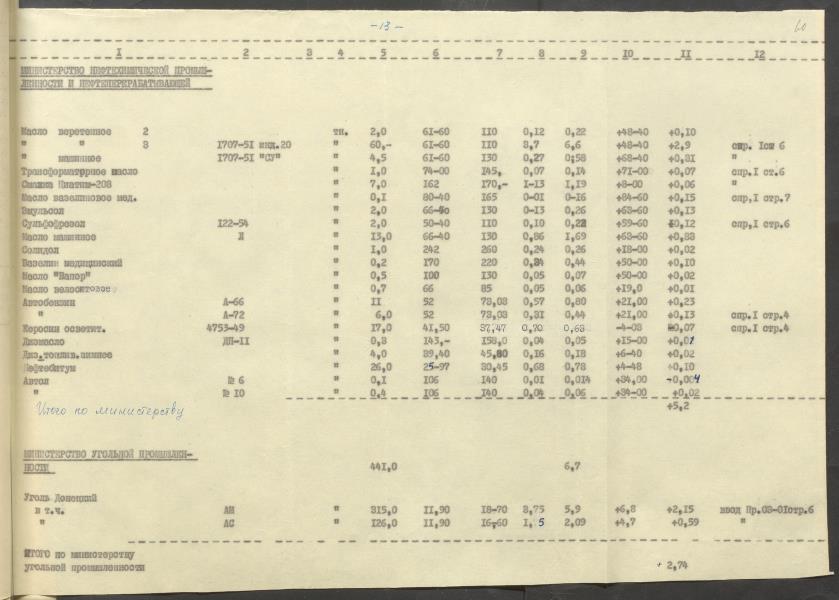 -13-
60
I 2 3 4 5 6 7 8 9 10 11 12
МИНИСТЕРСТВО НЕФТЕХИМИЧЕСКОЙ ПРОМЫШ-
ЛЕННОСТИ И НЕФТЕПЕРЕРАБАТИВАЮЩЕЙ
Масло веретенное 2 тн. 2,0 61-60 110 0,12 0,22 +48-40 +0,10
" " 3 1707-51 инд.20 " 60,- 61-60 110 3,7 6,6 +48-40 +2,9 спр. 1см 6
" машинное 1707-51 "СУ" " 4,5 61-60 130 0,27 0;58 +68-40 +0,31 "
Трансформаторное масло " 1,0 74-00 145, 0,07 0,14 +71-00 +0,07 спр.1 ст.6
Смазка Циатим-208 " 7,0 162 170,- 1-13 1,19 +8-00 +0,06 "
Масло вазелиновое мед. " 0,1 80-40 165 0-01 0-16 +84-60 +0,15 спр,1 стр.7
Эмульсол " 2,0 66-40 130 0-13 0,26 +63-60 +0,13
Сульфофрезол 122-54 " 2,0 50-40 110 0,10 0,22 +59-60 +0,12 спр,1 стр.6
Масло машинное Л " 13,0 66-40 130 0,86 1,69 +63-60 +0,83
Солидол " 1,0 242 260 0,24 0,26 +18-00 +0,02
Вазелин медицинский " 0,2 170 220 0,34 0,44 +50-00 +0,10
Масло "Вапор" " 0,5 100 130 0,05 0,07 +50-00 +0,02
Масло велоситовое " 0,7 66 85 0,05 0,06 +19,0 +0,01
Автобензин А-66 " 11 52 73,03 0,57 0,80 +21,00 +0,23
А-72 " 6,0 52 73,03 0,31 0,44 +21,00 +0,13 спр.1 стр.4
Керосин осветит. 4753-49 " 17,0 41,50 37,47 0,70 0,63 -4-03 -0,07 спр.1 стр.4
Дизмасло ДП-11 " 0,3 143,- 158,0 0,04 0,05 +15-00 +0,01
Диз.топлив.зимнее " 4,0 39,40 45,80 0,16 0,18 +6-40 +0,02
Нефтебитум " 26,0 25-97 30,45 0,68 0,78 +4-48 +0,10
Автол № 6 " 0,1 106 140 0,01 0,014 +34,00 +0,004
" № 10 " 0,4 106 140 0,04 0,06 +34-00 +0,02
Итого по министерству +5,2
МИНИСТЕРСТВО УГОЛЬНОЙ ПРОМЫШЛЕН-
НОСТИ 441,0 6,7
Уголь Донецкий
в т.ч. АИ " 315,0 11,90 18-70 3,75 5,9 +6,8 +2,15 ввод Пр.03-01стр.6
" АС " 126,0 11,90 16-60 1,5 2,09 +4,7 +0,59 "
ИТОГО по министерству
угольной промышленности + 2,74